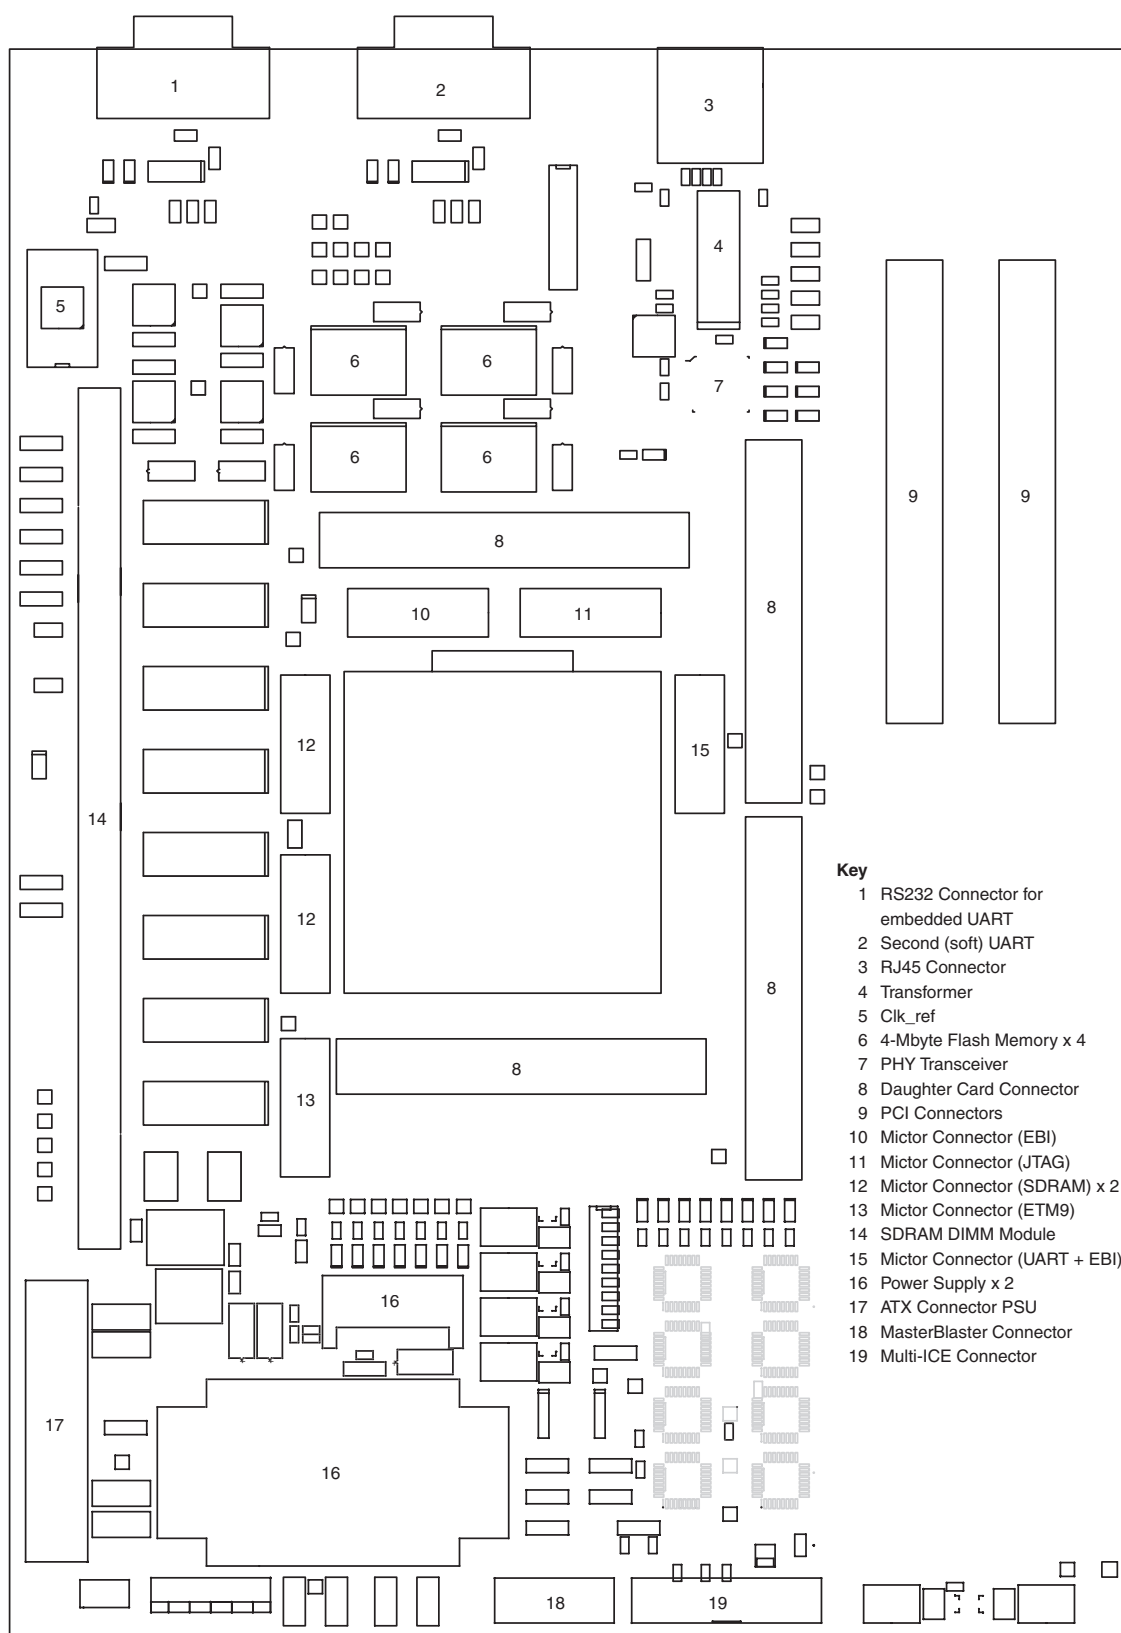 1
2
3
4
5
6
6
7
6
6
9
9
8
8
10
11
12
15
14
12
8
8
13
16
17
16
18
19
Key
1 RS232 Connector for
embedded UART
2 Second (soft) UART
3 RJ45 Connector
4 Transformer
5 Clk_ref
6 4-Mbyte Flash Memory x 4
7 PHY Transceiver
8 Daughter Card Connector
9 PCI Connectors
10 Mictor Connector (EBI)
11 Mictor Connector (JTAG)
12 Mictor Connector (SDRAM) x 2
13 Mictor Connector (ETM9)
14 SDRAM DIMM Module
15 Mictor Connector (UART + EBI)
16 Power Supply x 2
17 ATX Connector PSU
18 MasterBlaster Connector
19 Multi-ICE Connector